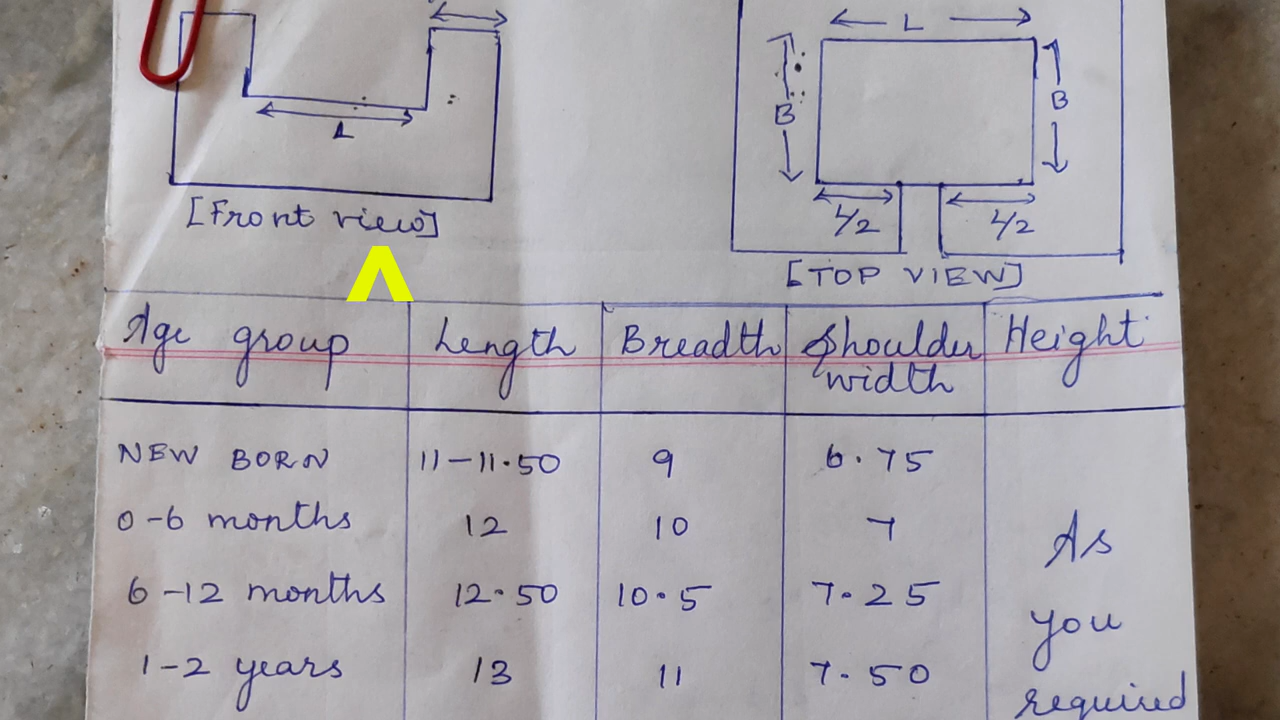 L
L
B
B
L/2
L/2
[Front view]
[TOP VIEW]
Age group Length Breadth Shoulder width Height
NEW BORN 11-11.50 9 6.75
0-6 months 12 10 7
As
6-12 months 12.50 10.5 7.25
you
1-2 years 13 11 7.50
required